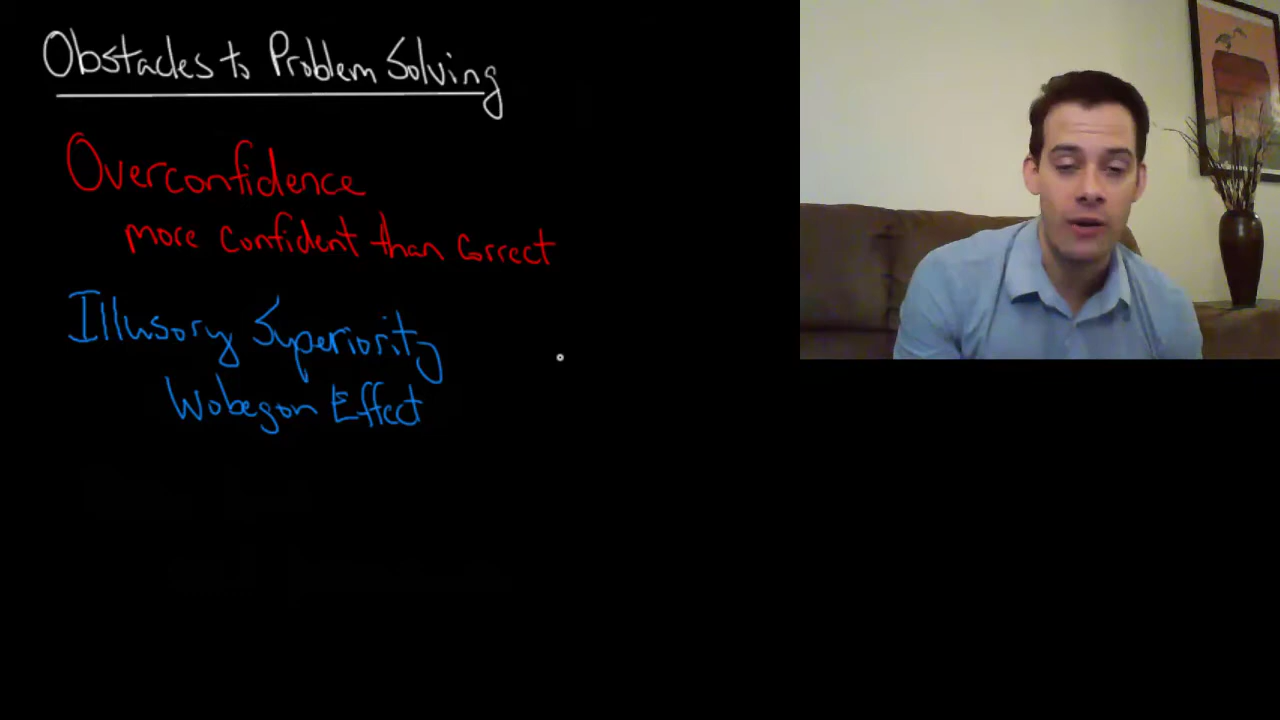 Obstacles to Problem Solving
Overconfidence
more confident than correct
Illusory Superiority
Wobegon Effect